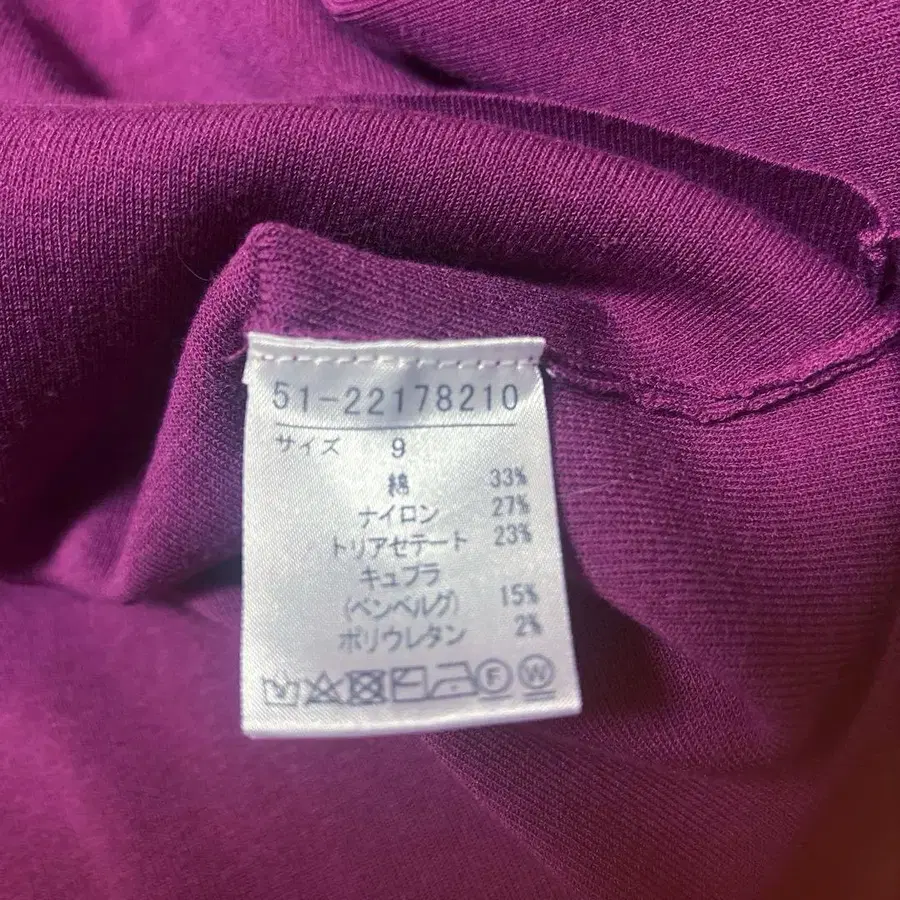 51-22178210
サイズ 9
綿 33%
ナイロン 27%
トリアセテート 23%
キュプラ
(ベンベルグ) 15%
ポリウレタン 2%
F W